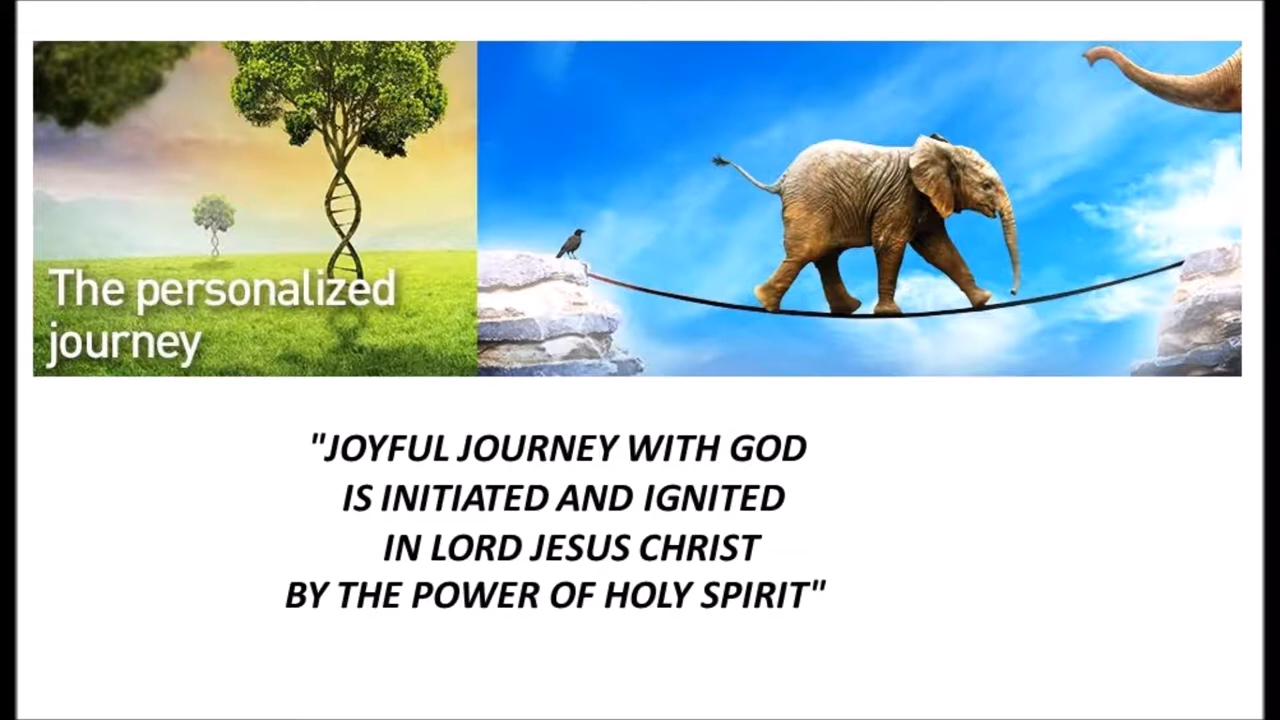 The personalized
journey
"JOYFUL JOURNEY WITH GOD
IS INITIATED AND IGNITED
IN LORD JESUS CHRIST
BY THE POWER OF HOLY SPIRIT"